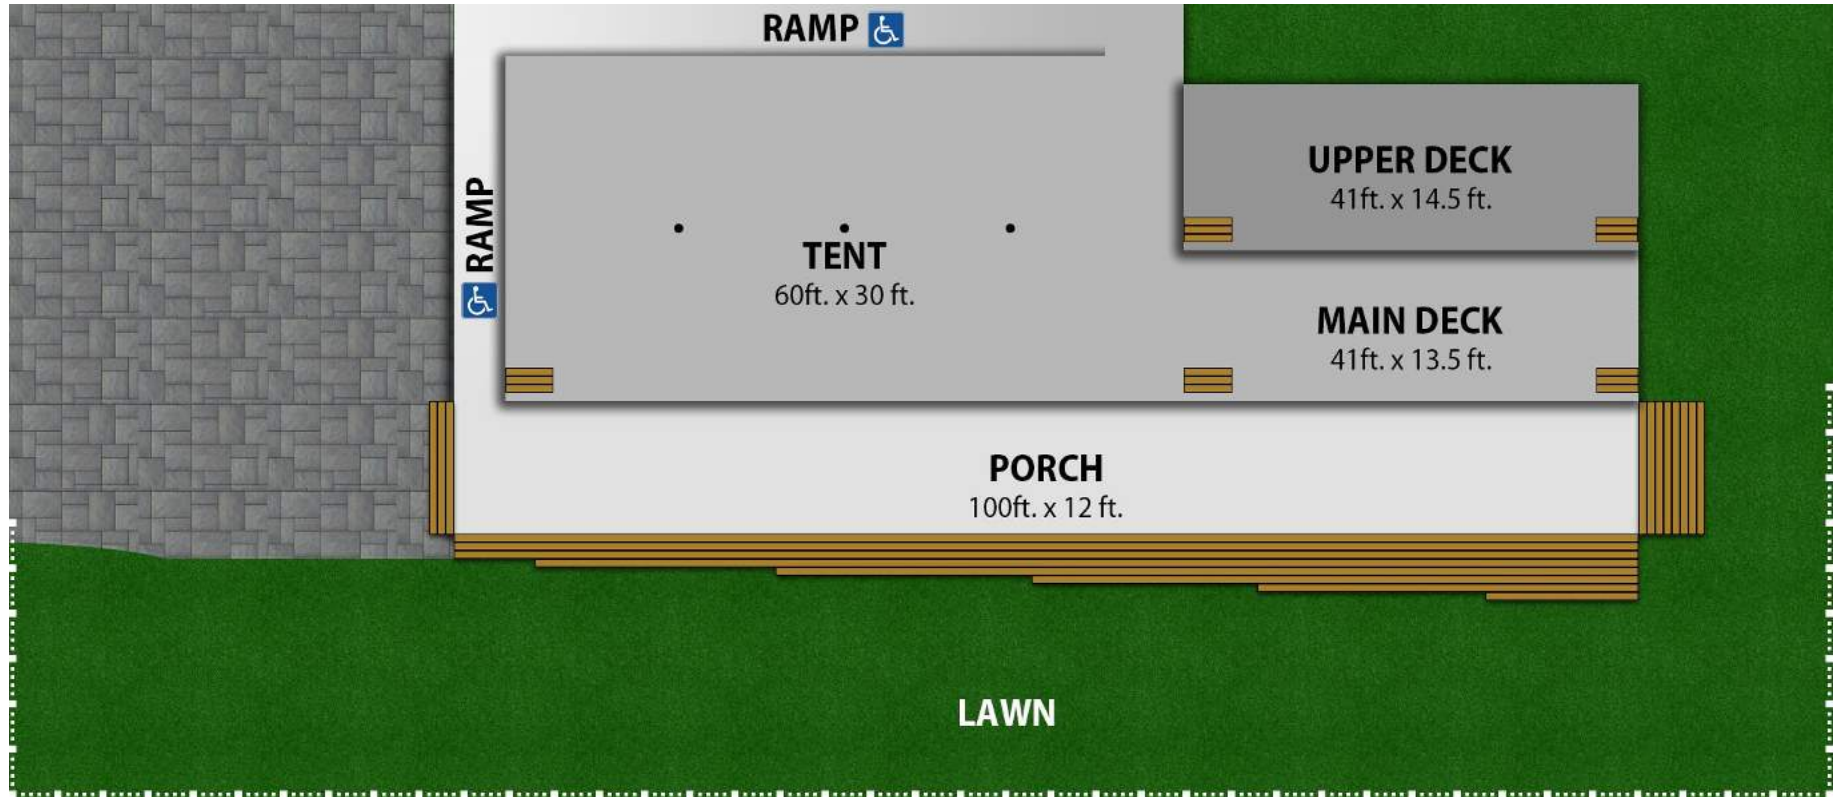 RAMP
RAMP
UPPER DECK
41ft. x 14.5 ft.
TENT
60ft. x 30 ft.
MAIN DECK
41ft. x 13.5 ft.
PORCH
100ft. x 12 ft.
LAWN